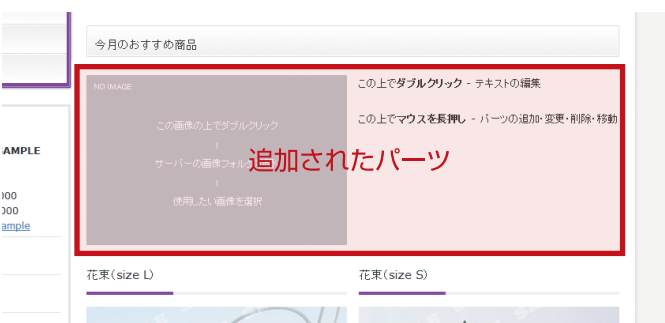 今月のおすすめ商品
NO IMAGE
この上でダブルクリック - テキストの編集
この画像の上でダブルクリック
↓
この上でマウスを長押し - パーツの追加・変更・削除・移動
追加されたパーツ
サーバーの画像フォル
↓
使用したい画像を選択
AMPLE
000
000
ample
花束(size L)
花束(size S)